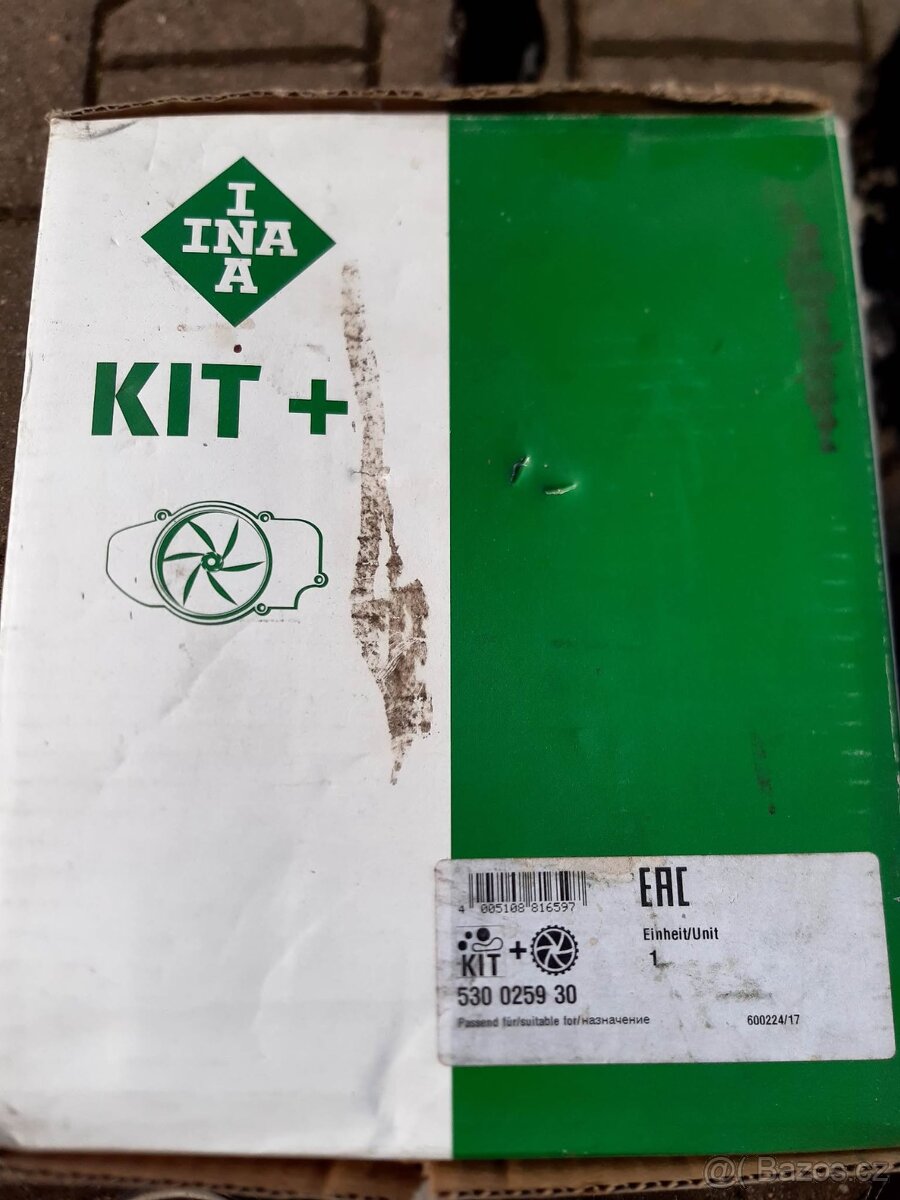 I
INA
A
KIT +
4 005108 816597
EAC
Einheit/Unit
1
KIT +
530 0259 30
Passend für/suitable for/назначение
600224/17
@( Bazos.cz